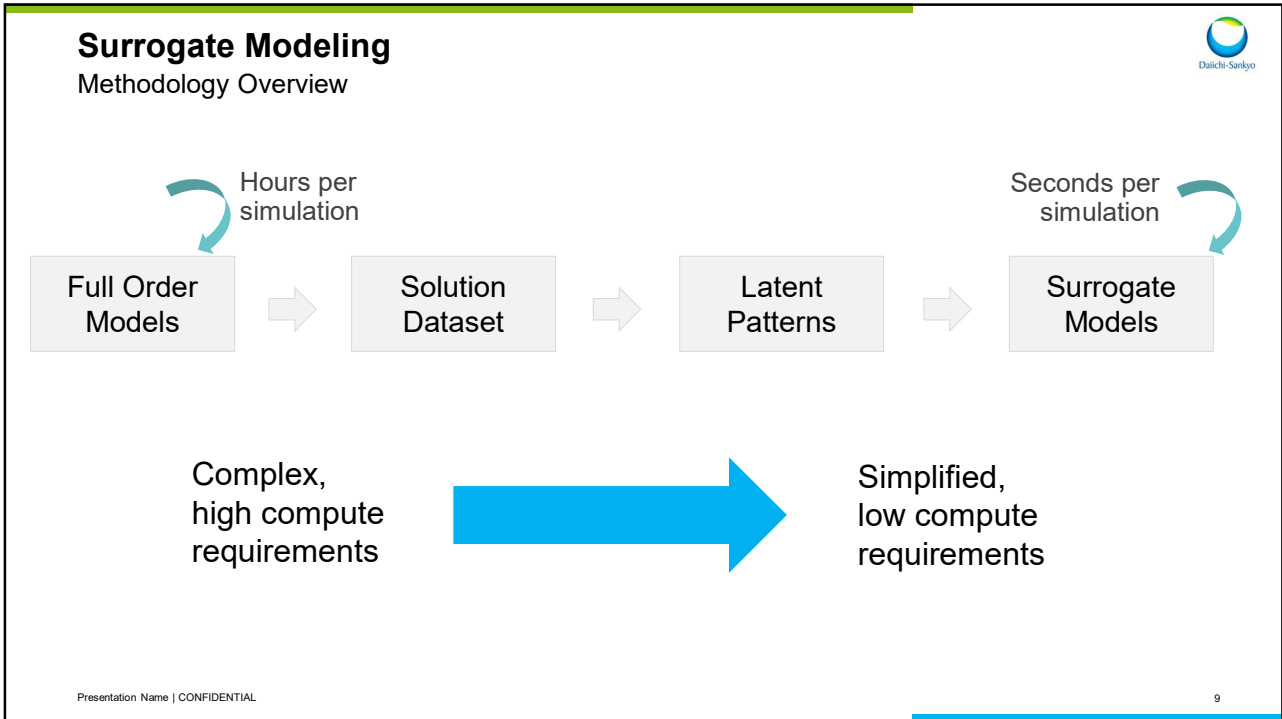 Surrogate Modeling
Methodology Overview
Daiichi-Sankyo
Hours per
simulation
Seconds per
simulation
Full Order
Models
Solution
Dataset
Latent
Patterns
Surrogate
Models
Complex,
high compute
requirements
Simplified,
low compute
requirements
Presentation Name | CONFIDENTIAL
9